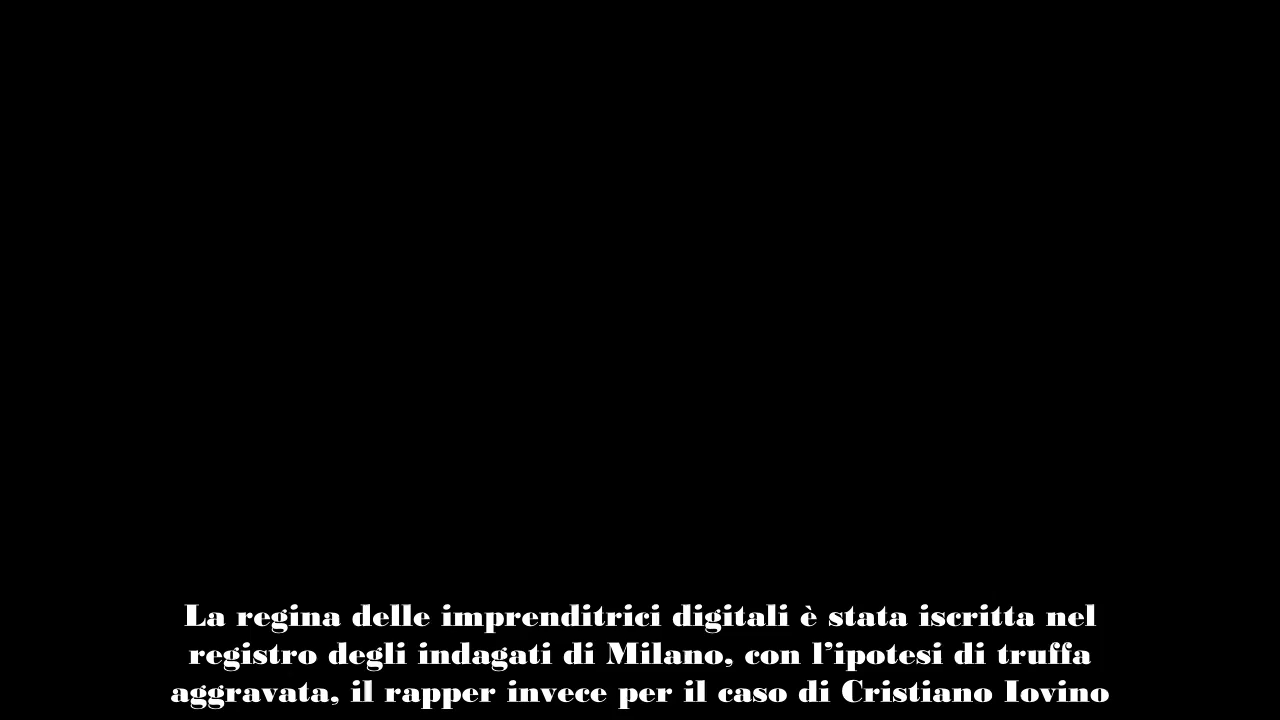 La regina delle imprenditrici digitali è stata iscritta nel
registro degli indagati di Milano, con l’ipotesi di truffa
aggravata, il rapper invece per il caso di Cristiano Iovino